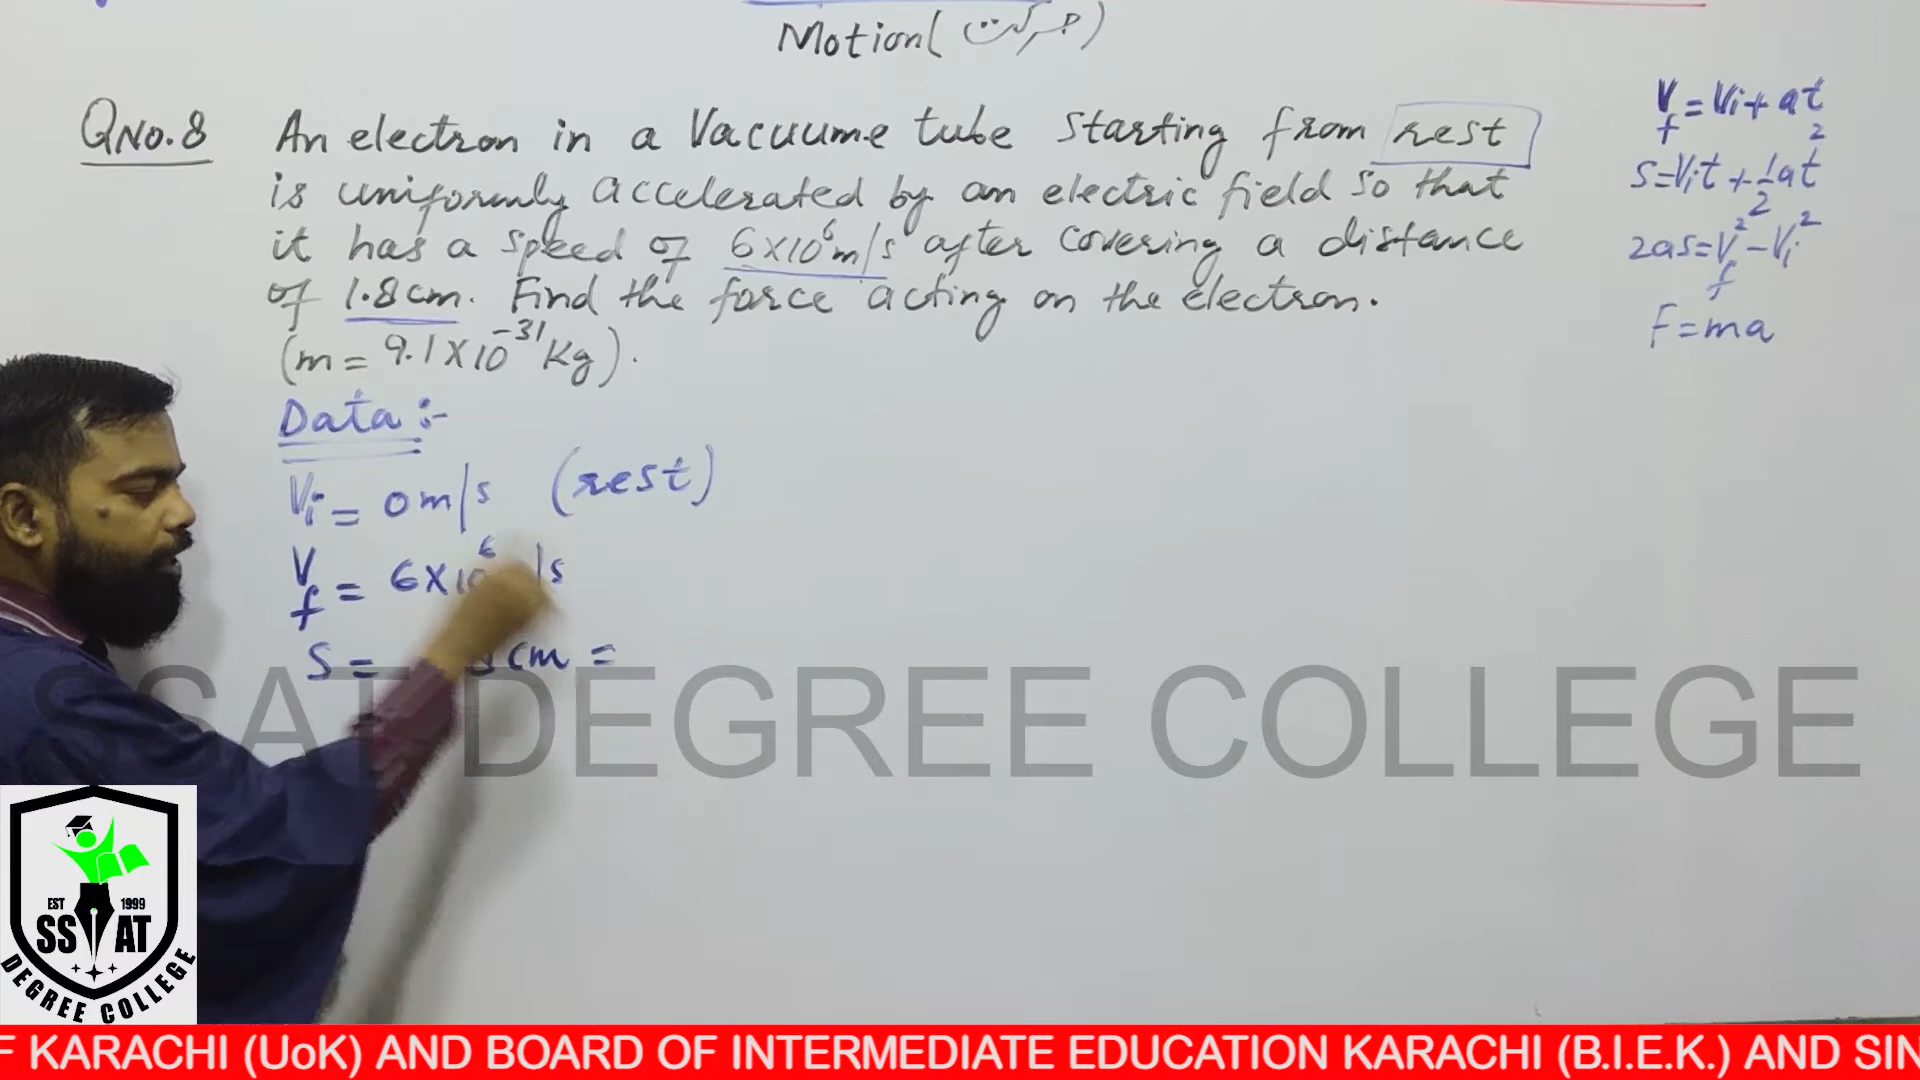 Motion (حرکت)
QNO.8 An electron in a Vacuume tube starting from rest
is uniformly accelerated by an electric field so that
it has a speed of 6x10⁶m/s after covering a distance
of 1.8cm. Find the force acting on the electron.
(m = 9.1x10⁻³¹Kg).
Vf = Vi + at
S = Vit + 1/2 at²
2as = Vf² - Vi²
F = ma
Data :-
Vi = 0m/s (rest)
Vf = 6x10⁶ /s
S = cm =
SSAT DEGREE COLLEGE
EST 1999
SS AT
DEGREE COLLEGE
F KARACHI (UoK) AND BOARD OF INTERMEDIATE EDUCATION KARACHI (B.I.E.K.) AND SIN